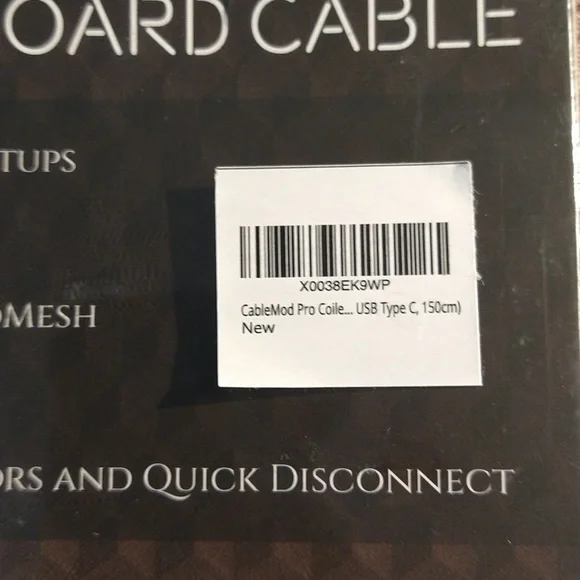 OARD CABLE
TUPS
X0038EK9WP
CableMod Pro Coile... USB Type C, 150cm)
New
OMESH
ORS AND QUICK DISCONNECT